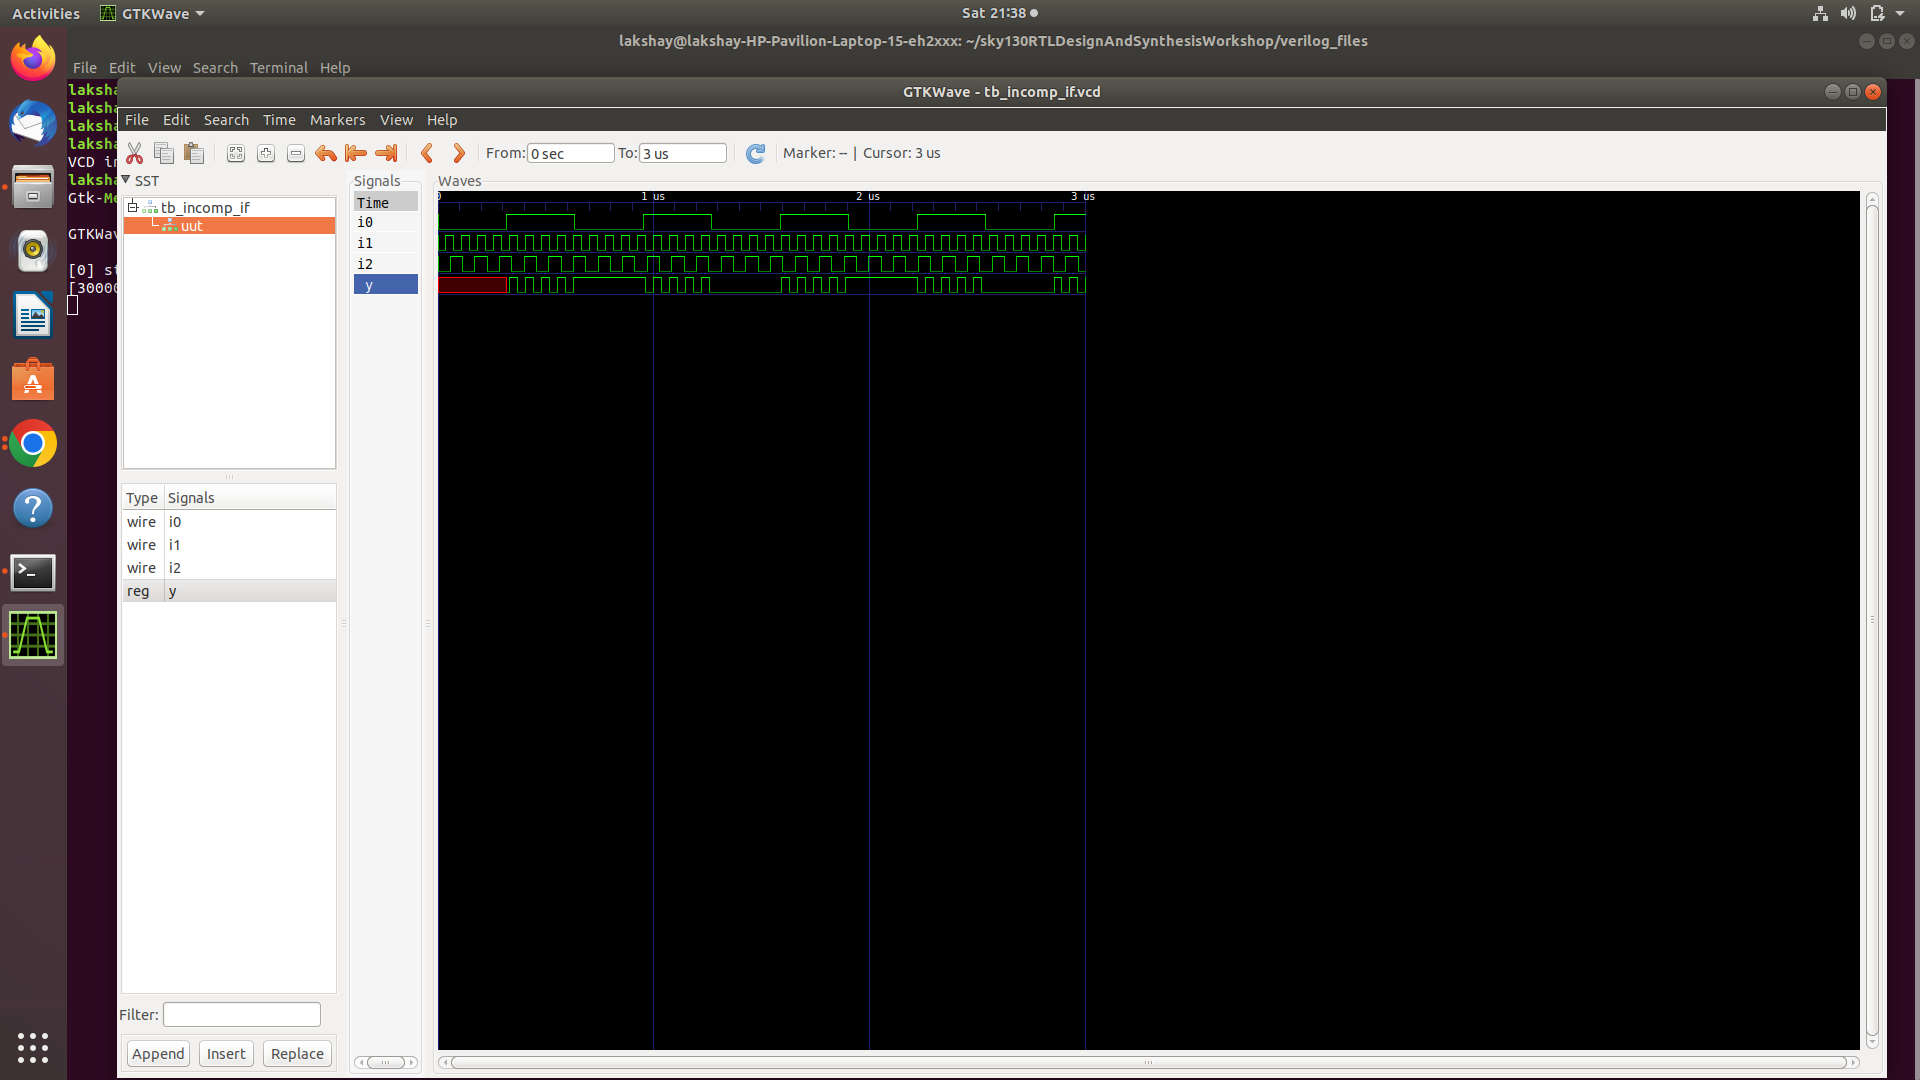 Activities GTKWave Sat 21:38
lakshay@lakshay-HP-Pavilion-Laptop-15-eh2xxx: ~/sky130RTLDesignAndSynthesisWorkshop/verilog_files
File Edit View Search Terminal Help
laksha
laksha
laksha
laksha
VCD in
laksha
Gtk-Me
GTKWav
[0] st
[30000
GTKWave - tb_incomp_if.vcd
File Edit Search Time Markers View Help
From: 0 sec To: 3 us Marker: -- | Cursor: 3 us
SST
tb_incomp_if
uut
Type Signals
wire i0
wire i1
wire i2
reg y
Filter:
Append Insert Replace
Signals
Time
i0
i1
i2
y
Waves
0 1 us 2 us 3 us